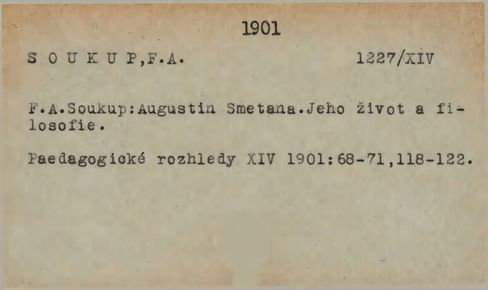 1901
S O U K U P,F.A. 1227/XIV
F.A.Soukup:Augustin Smetana.Jeho život a fi-
losofie.
Paedagogické rozhledy XIV 1901:68-71,118-122.